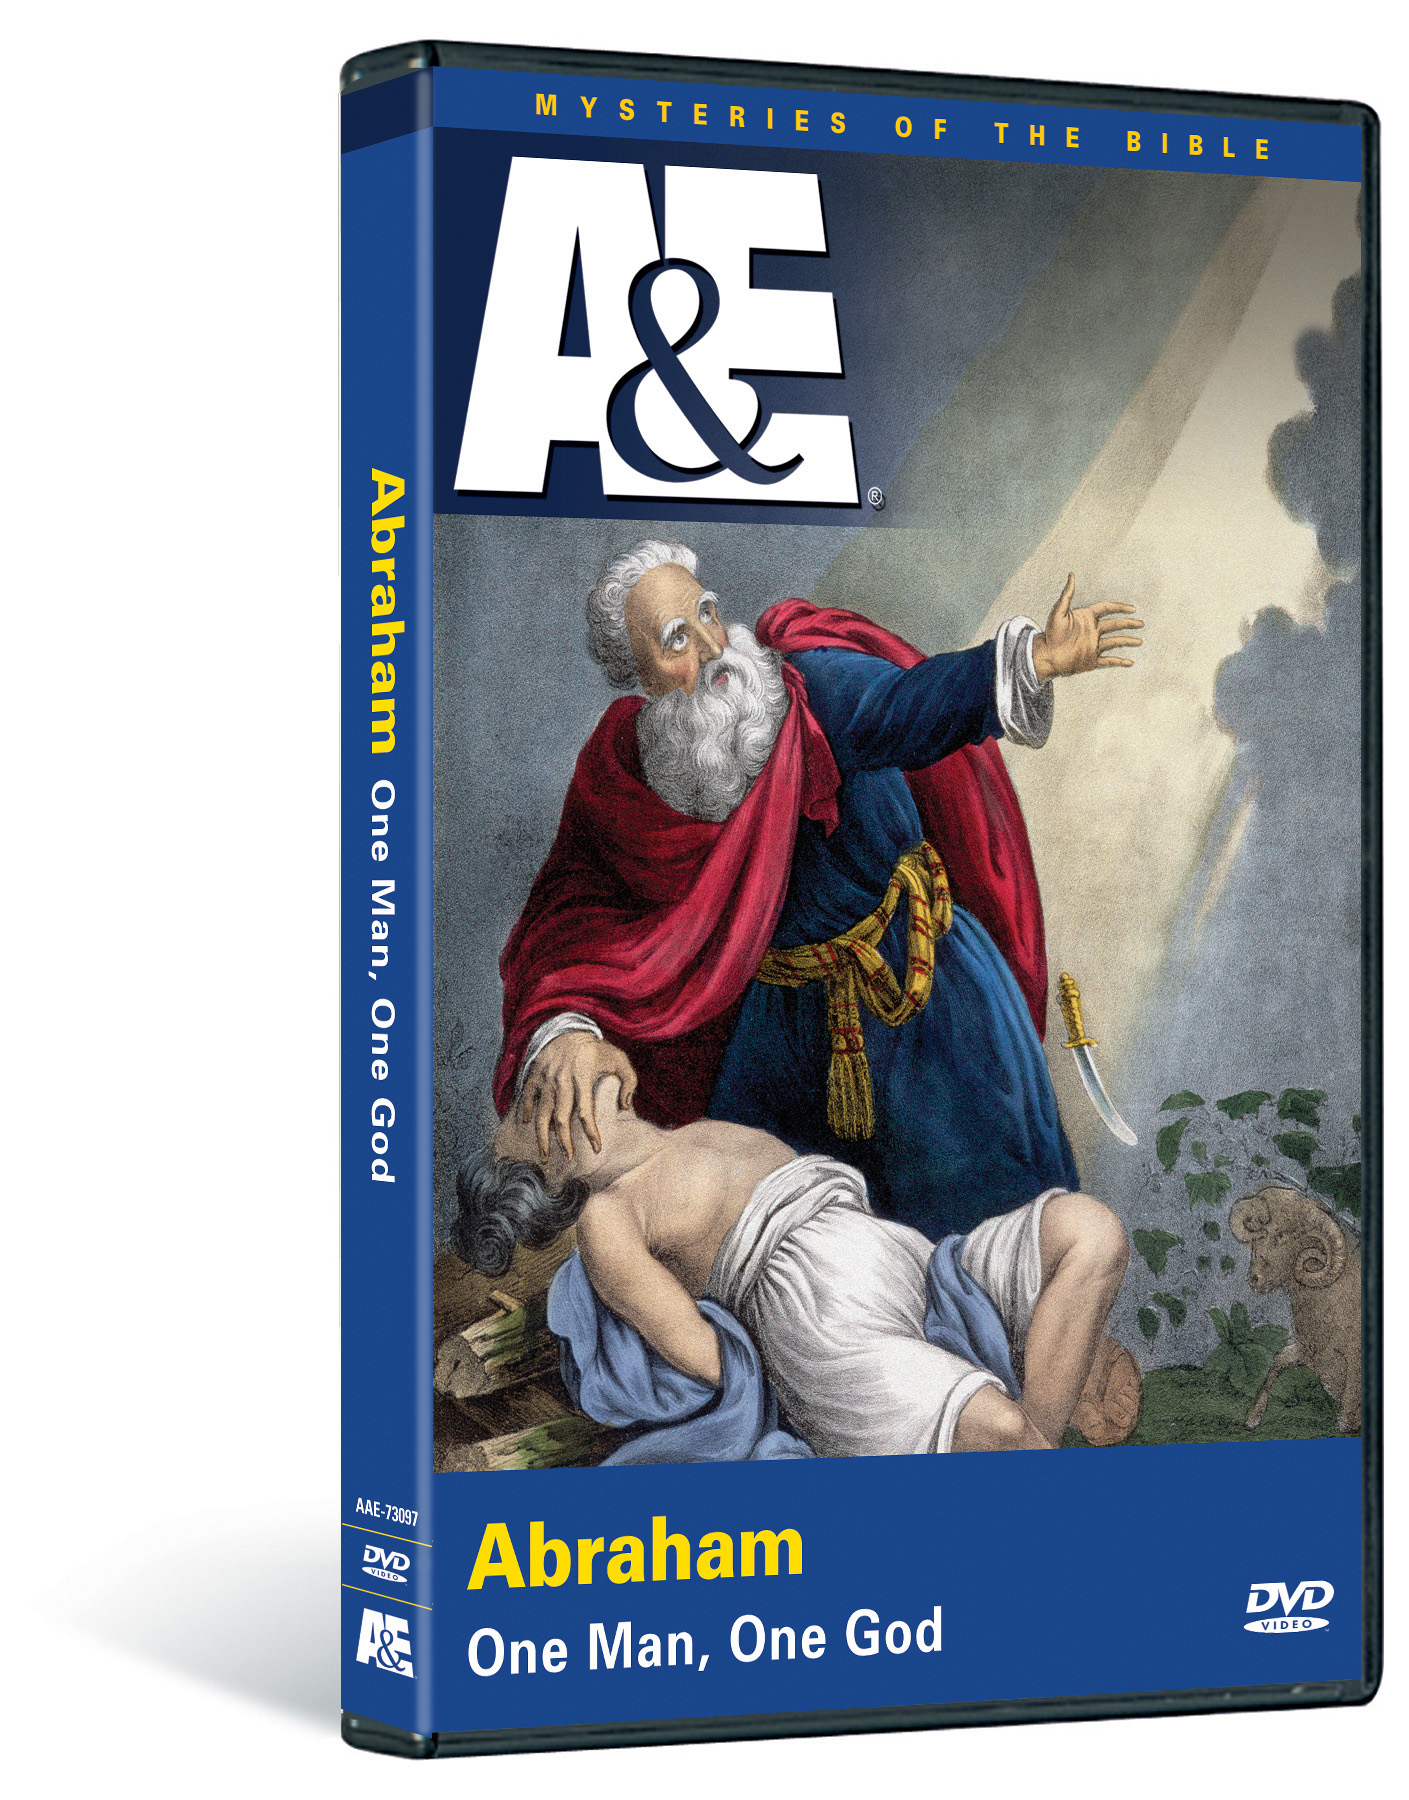 MYSTERIES OF THE BIBLE
A&E®
Abraham
One Man, One God
DVD
VIDEO
Abraham One Man, One God
AAE-73097
DVD
VIDEO
A&E